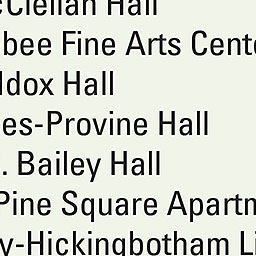 cClellan Hall
bee Fine Arts Cente
ldox Hall
es-Provine Hall
. Bailey Hall
Pine Square Apartm
y-Hickingbotham Li